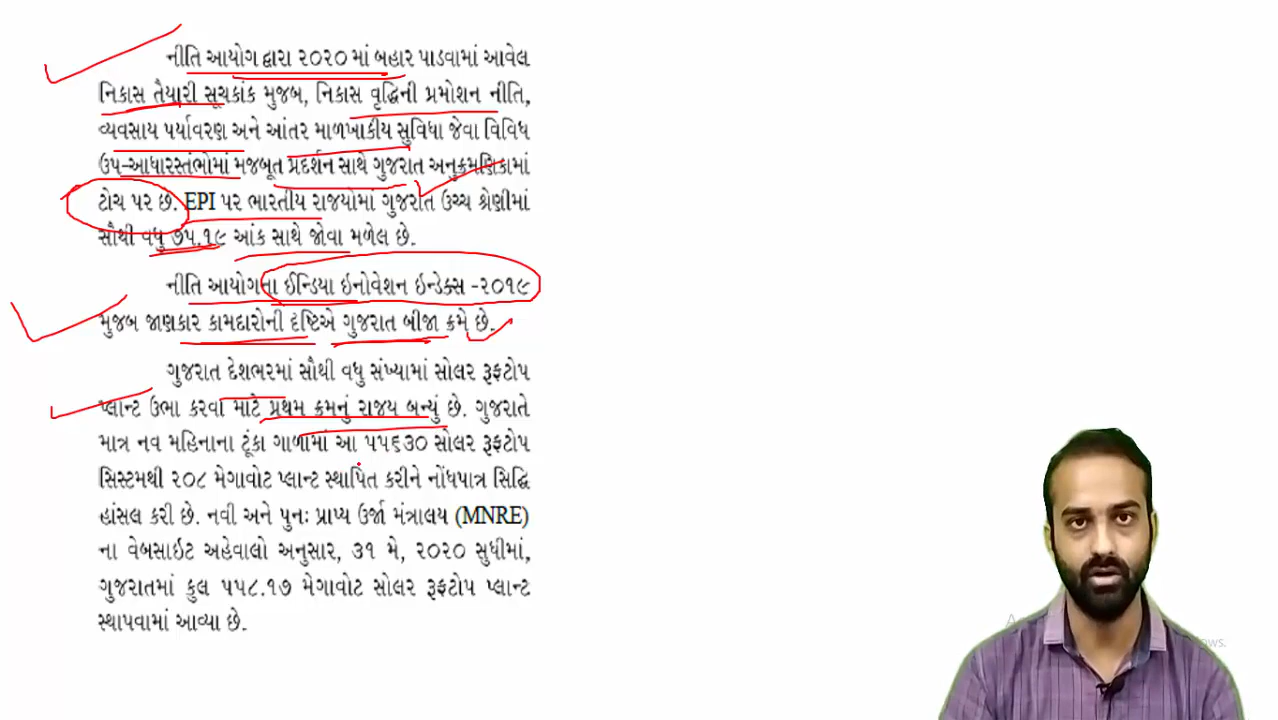 નીતિ આયોગ દ્વારા ૨૦૨૦ માં બહાર પાડવામાં આવેલ
નિકાસ તૈયારી સૂચકાંક મુજબ, નિકાસ વૃદ્ધિની પ્રમોશન નીતિ,
વ્યવસાય પર્યાવરણ અને આંતર માળખાકીય સુવિધા જેવા વિવિધ
ઉપ-આધારસ્તંભોમાં મજબૂત પ્રદર્શન સાથે ગુજરાત અનુક્રમણિકામાં
ટોચ પર છે. EPI પર ભારતીય રાજયોમાં ગુજરાત ઉચ્ચ શ્રેણીમાં
સૌથી વધુ ૭૫.૧૯ આંક સાથે જોવા મળેલ છે.
નીતિ આયોગના ઈન્ડિયા ઇનોવેશન ઇન્ડેક્સ -૨૦૧૯
મુજબ જાણકાર કામદારોની દૃષ્ટિએ ગુજરાત બીજા ક્રમે છે.
ગુજરાત દેશભરમાં સૌથી વધુ સંખ્યામાં સોલર રૂફટોપ
પ્લાન્ટ ઉભા કરવા માટે પ્રથમ ક્રમનું રાજય બન્યું છે. ગુજરાતે
માત્ર નવ મહિનાના ટૂંકા ગાળામાં આ ૫૫૬૩૦ સોલર રૂફટોપ
સિસ્ટમથી ૨૦૮ મેગાવોટ પ્લાન્ટ સ્થાપિત કરીને નોંધપાત્ર સિદ્ધિ
હાંસલ કરી છે. નવી અને પુનઃ પ્રાપ્ય ઉર્જા મંત્રાલય (MNRE)
ના વેબસાઇટ અહેવાલો અનુસાર, ૩૧ મે, ૨૦૨૦ સુધીમાં,
ગુજરાતમાં કુલ ૫૫૮.૧૭ મેગાવોટ સોલર રૂફટોપ પ્લાન્ટ
સ્થાપવામાં આવ્યા છે.